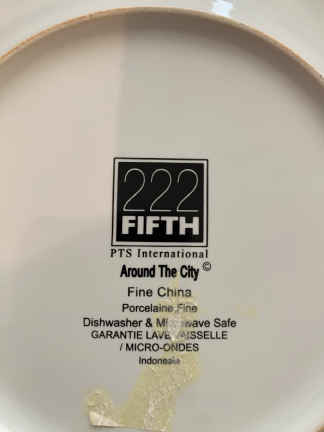 222
FIFTH
PTS International
Around The City ©
Fine China
Porcelaine Fine
Dishwasher & Microwave Safe
GARANTIE LAVE VAISSELLE
/ MICRO-ONDES
Indonesia